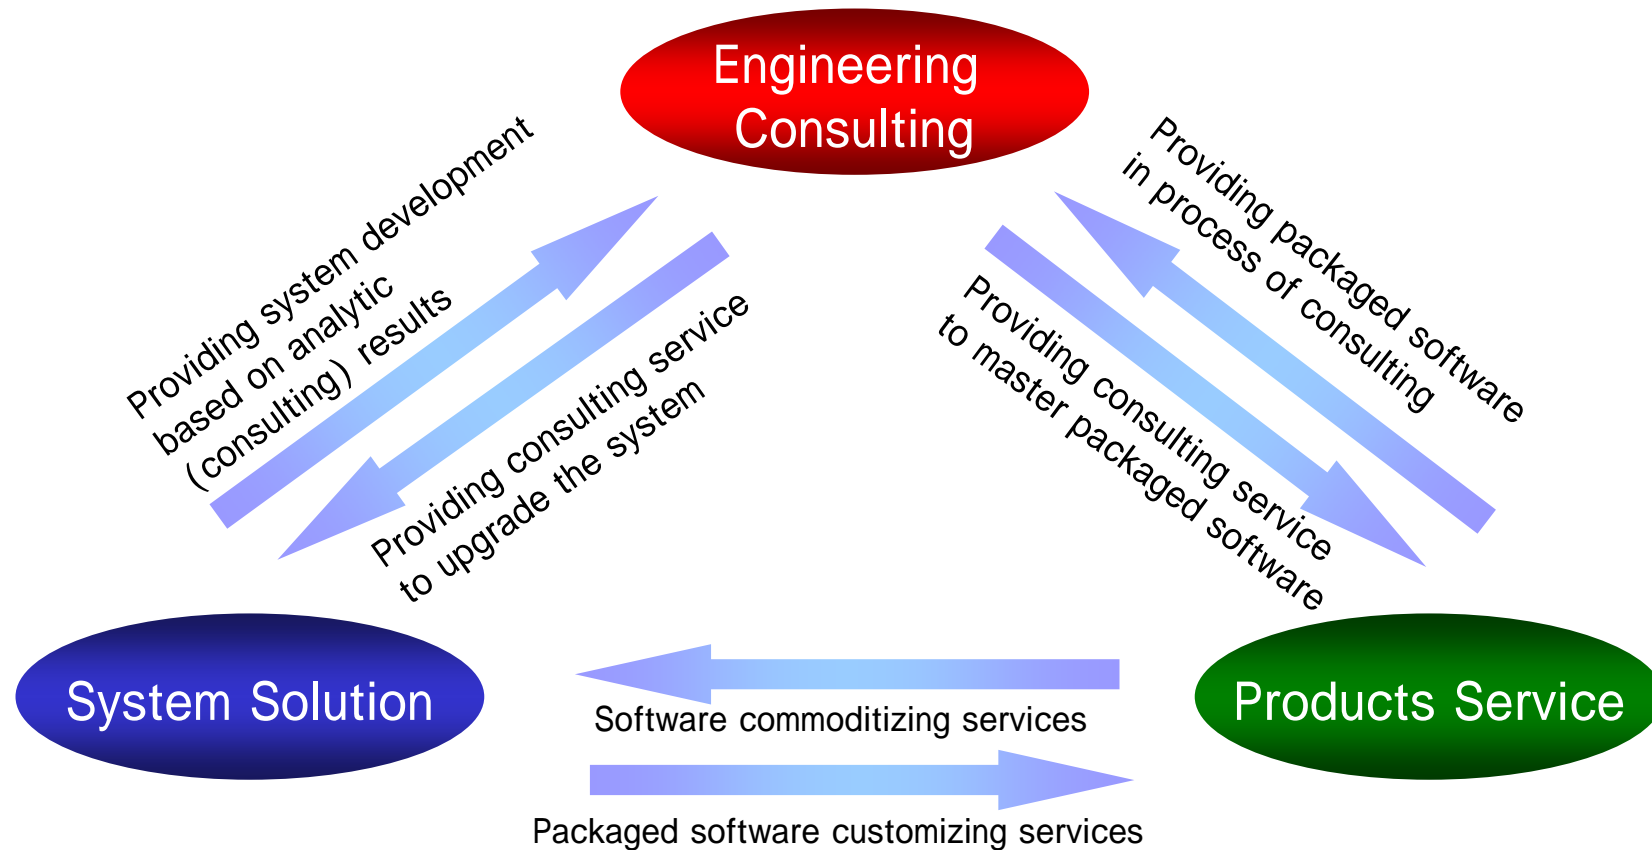 Engineering
Consulting
Providing system development
based on analytic
(consulting) results
Providing consulting service
to upgrade the system
Providing packaged software
in process of consulting
Providing consulting service
to master packaged software
System Solution
Products Service
Software commoditizing services
Packaged software customizing services